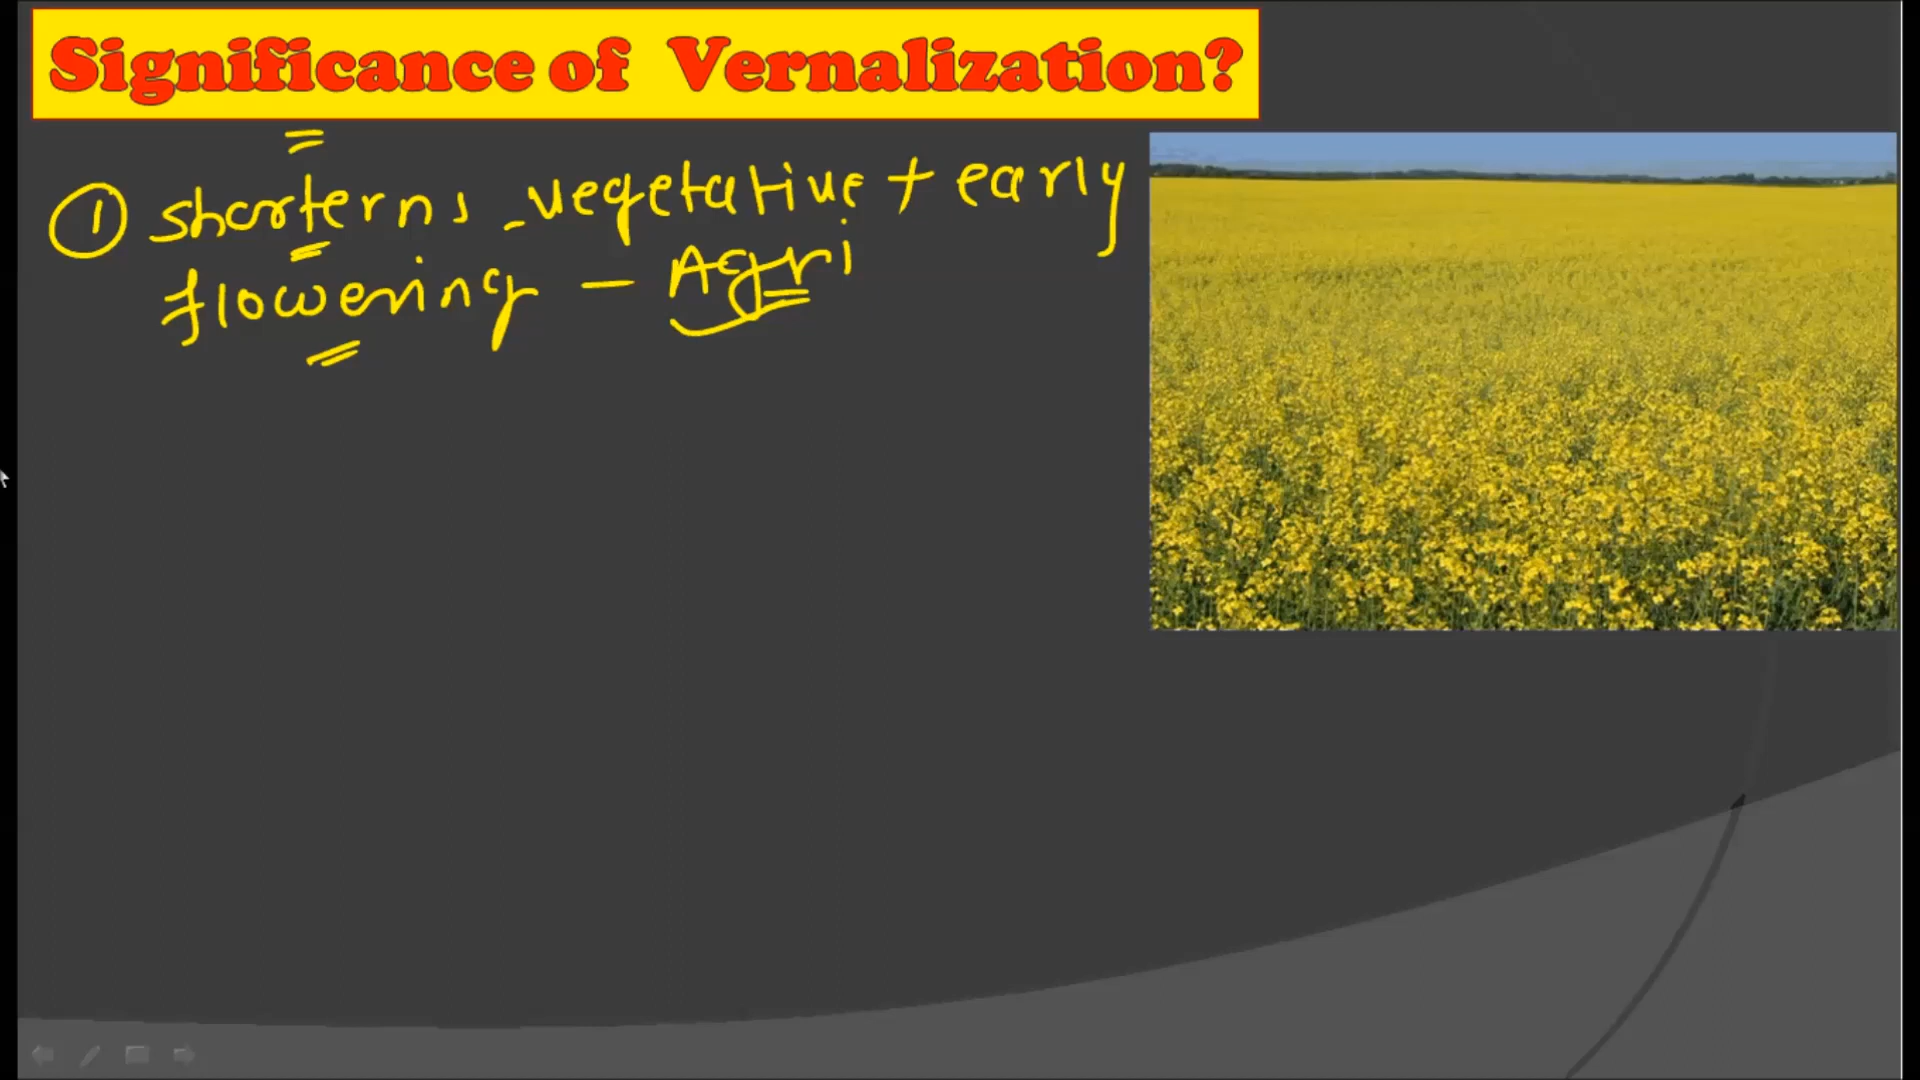 Significance of Vernalization?
① shorterns vegetative + early
flowering - Agri